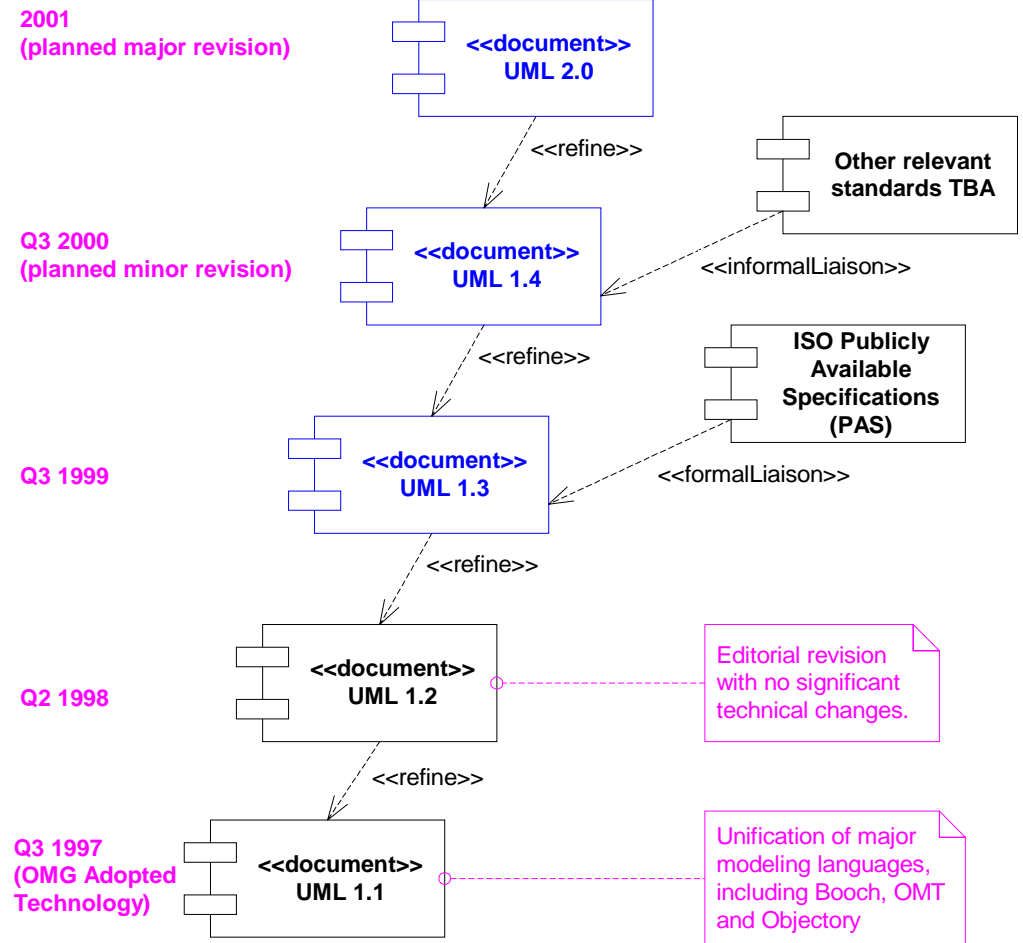 2001
(planned major revision)
<<document>>
UML 2.0
<<refine>>
Other relevant
standards TBA
Q3 2000
(planned minor revision)
<<document>>
UML 1.4
<<informalLiaison>>
<<refine>>
ISO Publicly
Available
Specifications
(PAS)
Q3 1999
<<document>>
UML 1.3
<<formalLiaison>>
<<refine>>
Q2 1998
<<document>>
UML 1.2
Editorial revision
with no significant
technical changes.
<<refine>>
Q3 1997
(OMG Adopted
Technology)
<<document>>
UML 1.1
Unification of major
modeling languages,
including Booch, OMT
and Objectory